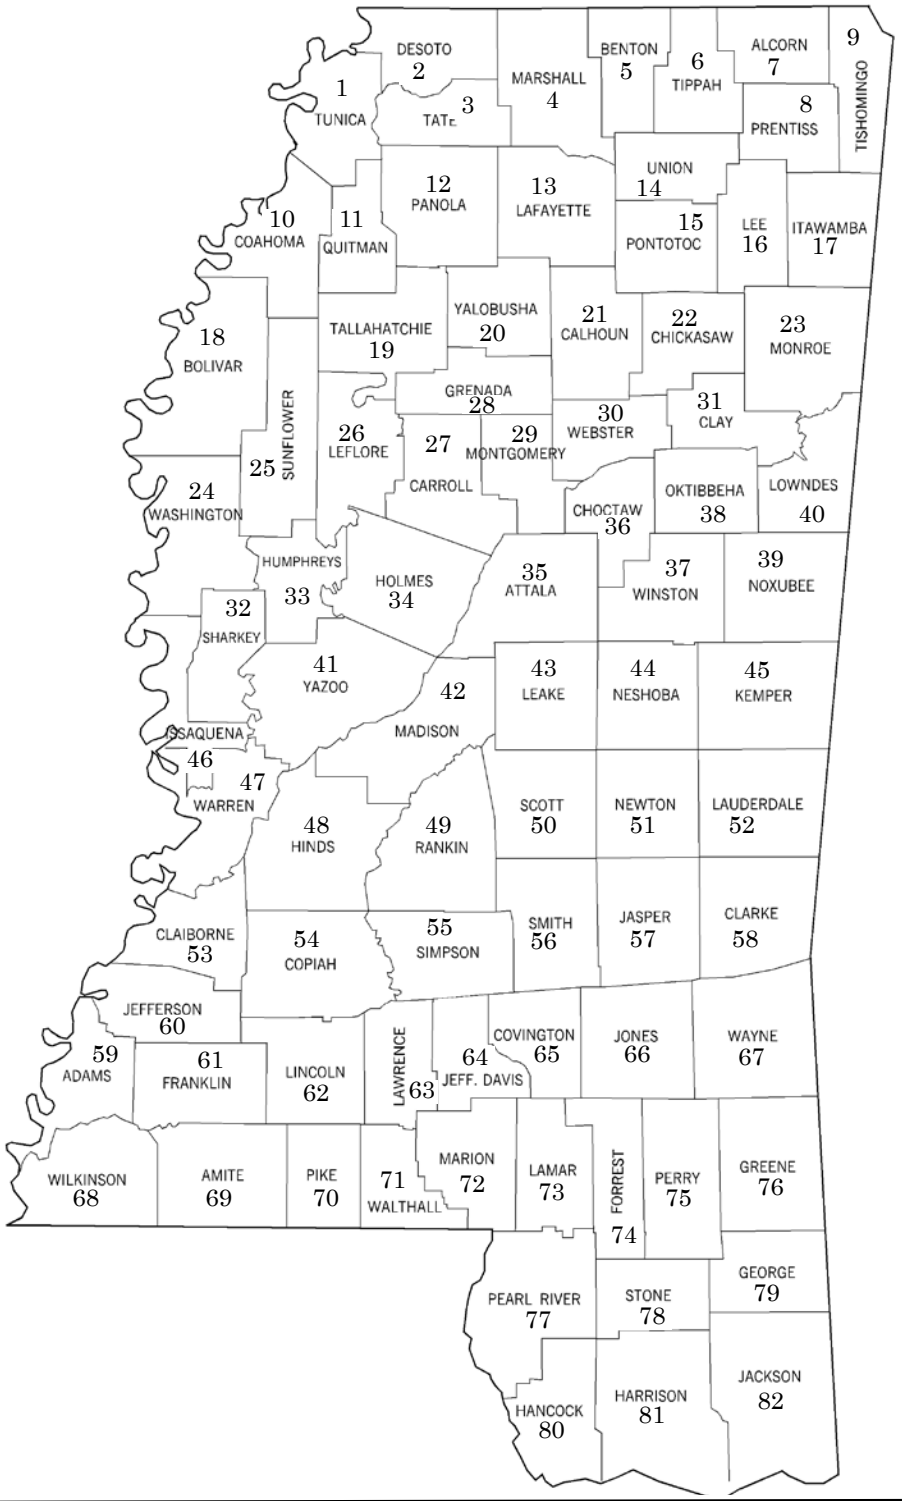 DESOTO
2
BENTON
5
6
TIPPAH
ALCORN
7
9
TISHOMINGO
1
TUNICA
3
TATE
MARSHALL
4
8
PRENTISS
10
COAHOMA
11
QUITMAN
12
PANOLA
13
LAFAYETTE
UNION
14
15
PONTOTOC
LEE
16
ITAWAMBA
17
18
BOLIVAR
TALLAHATCHIE
19
YALOBUSHA
20
21
CALHOUN
22
CHICKASAW
23
MONROE
24
WASHINGTON
25
SUNFLOWER
26
LEFLORE
27
CARROLL
GRENADA
28
29
MONTGOMERY
30
WEBSTER
31
CLAY
CHOCTAW
36
OKTIBBEHA
38
LOWNDES
40
32
SHARKEY
HUMPHREYS
33
HOLMES
34
35
ATTALA
37
WINSTON
39
NOXUBEE
41
YAZOO
42
MADISON
43
LEAKE
44
NESHOBA
45
KEMPER
ISSAQUENA
46
47
WARREN
48
HINDS
49
RANKIN
SCOTT
50
NEWTON
51
LAUDERDALE
52
CLAIBORNE
53
54
COPIAH
55
SIMPSON
SMITH
56
JASPER
57
CLARKE
58
59
ADAMS
JEFFERSON
60
61
FRANKLIN
LINCOLN
62
LAWRENCE
63
64
JEFF. DAVIS
COVINGTON
65
JONES
66
WAYNE
67
WILKINSON
68
AMITE
69
PIKE
70
71
WALTHALL
MARION
72
LAMAR
73
FORREST
74
PERRY
75
GREENE
76
PEARL RIVER
77
STONE
78
GEORGE
79
HANCOCK
80
HARRISON
81
JACKSON
82